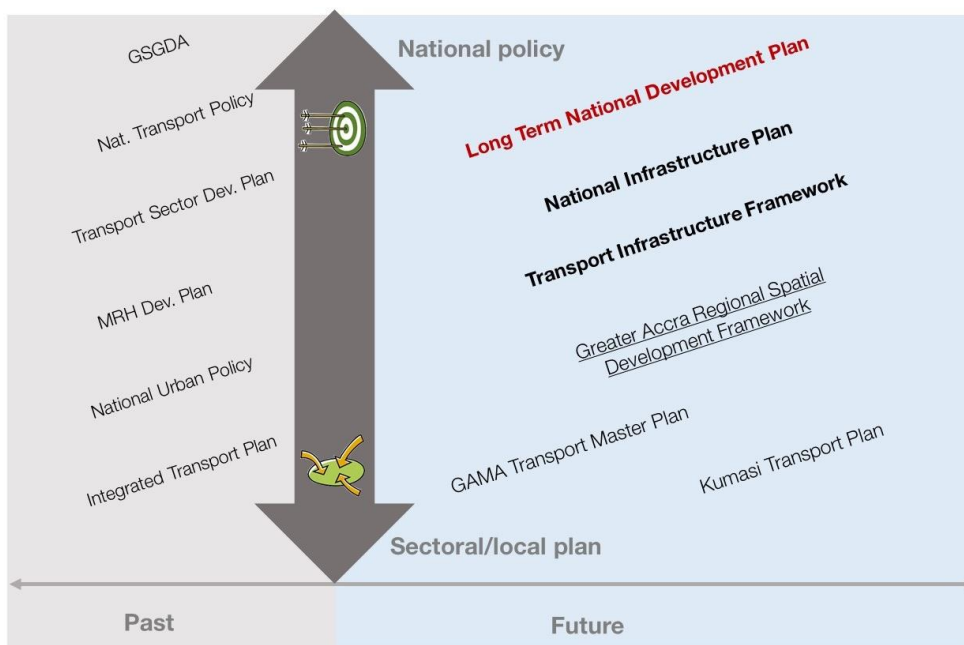 GSGDA
Nat. Transport Policy
Transport Sector Dev. Plan
MRH Dev. Plan
National Urban Policy
Integrated Transport Plan
National policy
Long Term National Development Plan
National Infrastructure Plan
Transport Infrastructure Framework
Greater Accra Regional Spatial
Development Framework
GAMA Transport Master Plan
Kumasi Transport Plan
Sectoral/local plan
Past
Future